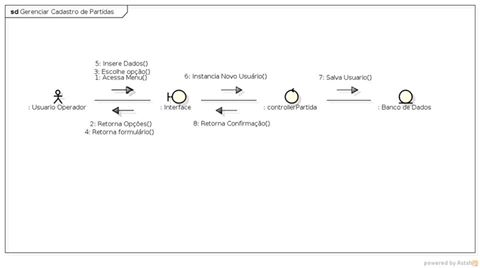 sd Gerenciar Cadastro de Partidas
5: Insere Dados()
3: Escolhe opção()
1: Acessa Menu()
6: Instancia Novo Usuário()
7: Salva Usuario()
: Usuario Operador
: Interface
: controllerPartida
: Banco de Dados
2: Retorna Opções()
4: Retorna formulário()
8: Retorna Confirmação()
powered by Astah